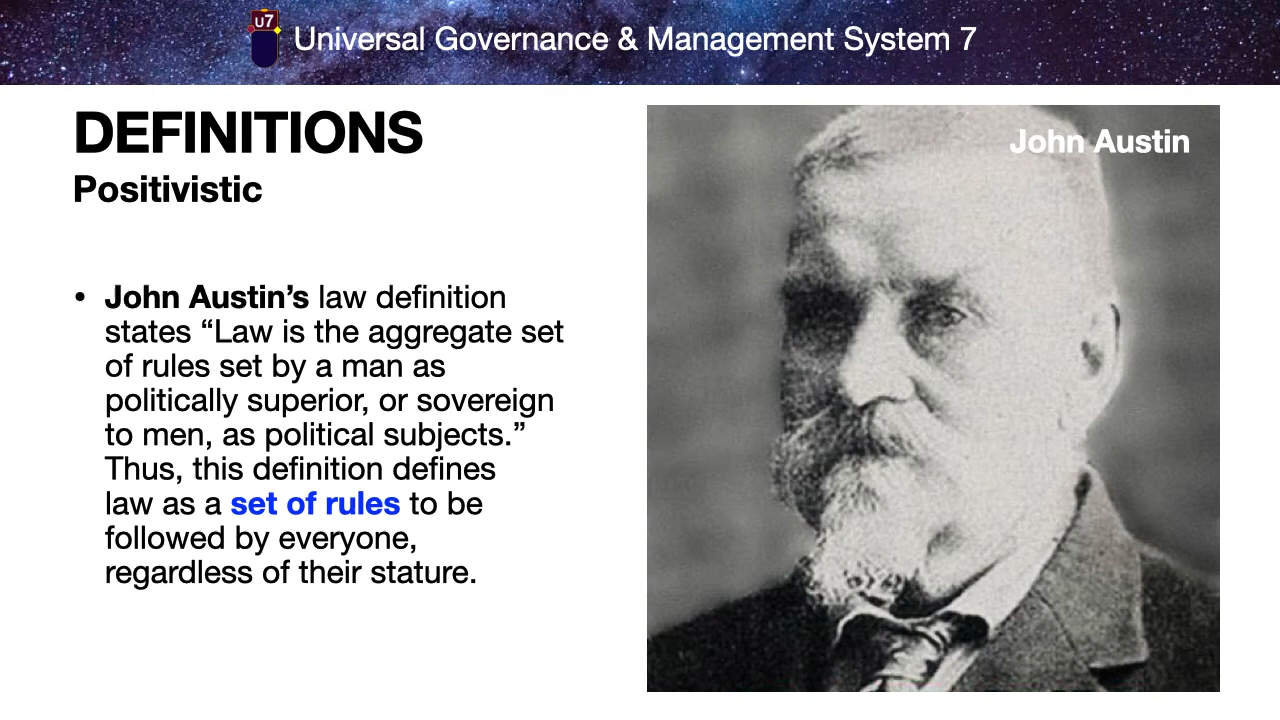 U7
Universal Governance & Management System 7
DEFINITIONS
Positivistic
John Austin
• John Austin’s law definition
states “Law is the aggregate set
of rules set by a man as
politically superior, or sovereign
to men, as political subjects.”
Thus, this definition defines
law as a set of rules to be
followed by everyone,
regardless of their stature.